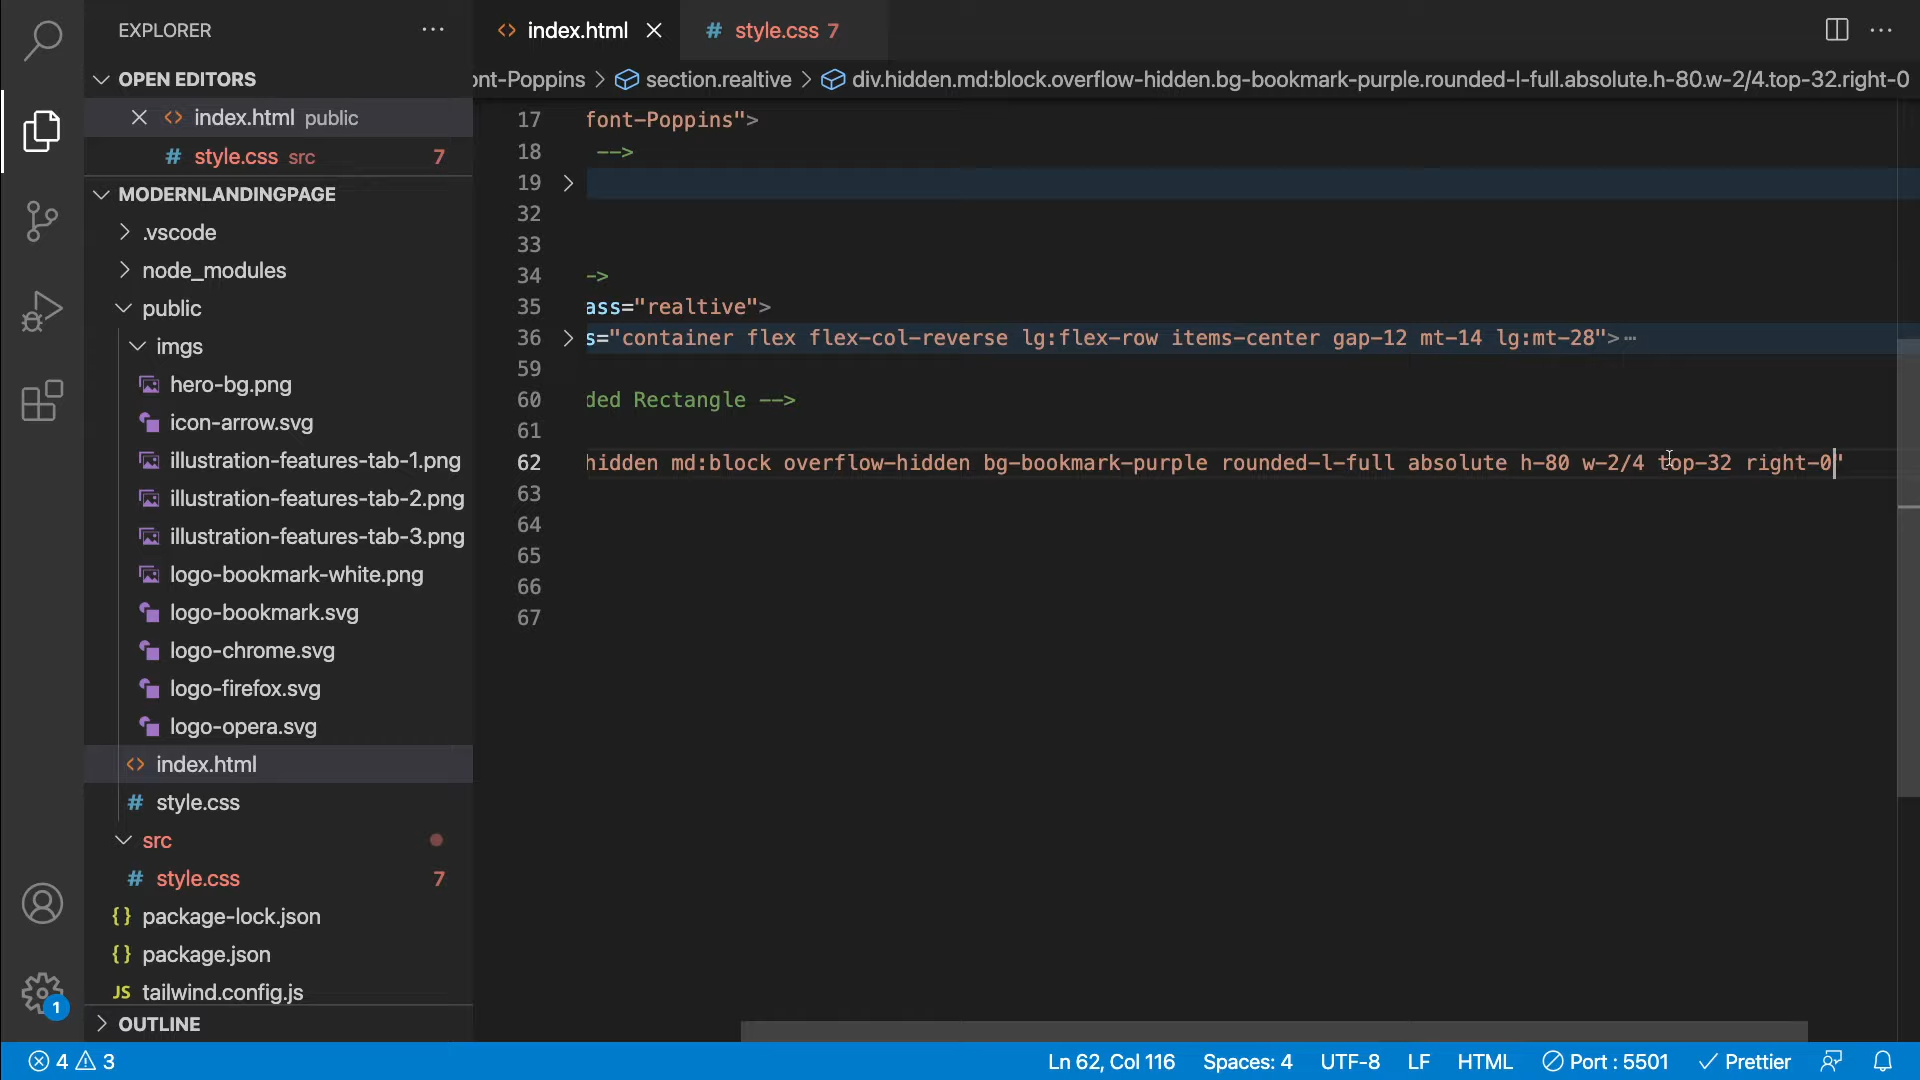 EXPLORER
OPEN EDITORS
index.html public
style.css src 7
MODERNLANDINGPAGE
.vscode
node_modules
public
imgs
hero-bg.png
icon-arrow.svg
illustration-features-tab-1.png
illustration-features-tab-2.png
illustration-features-tab-3.png
logo-bookmark-white.png
logo-bookmark.svg
logo-chrome.svg
logo-firefox.svg
logo-opera.svg
index.html
style.css
src
style.css 7
package-lock.json
package.json
JS tailwind.config.js
OUTLINE
index.html
style.css 7
ont-Poppins > section.realtive > div.hidden.md:block.overflow-hidden.bg-bookmark-purple.rounded-l-full.absolute.h-80.w-2/4.top-32.right-0
17 font-Poppins">
18 -->
19
32
33
34 ->
35 ass="realtive">
36 s="container flex flex-col-reverse lg:flex-row items-center gap-12 mt-14 lg:mt-28">…
59
60 ded Rectangle -->
61
62 hidden md:block overflow-hidden bg-bookmark-purple rounded-l-full absolute h-80 w-2/4 top-32 right-0"
63
64
65
66
67
1
4 3
Ln 62, Col 116 Spaces: 4 UTF-8 LF HTML Port : 5501 Prettier